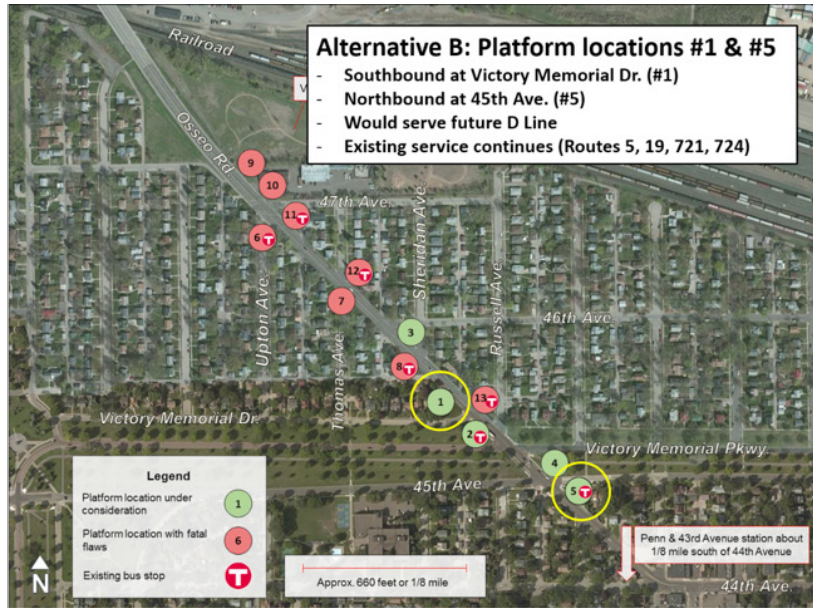 Railroad
Alternative B: Platform locations #1 & #5
- Southbound at Victory Memorial Dr. (#1)
- Northbound at 45th Ave. (#5)
- Would serve future D Line
- Existing service continues (Routes 5, 19, 721, 724)
V
Osseo Rd
9
10
47th Ave.
11 T
6 T
Sheridan Ave.
12 T
7
Upton Ave.
Russell Ave.
3
46th Ave.
Thomas Ave.
8 T
1
13 T
Victory Memorial Dr.
2 T
Victory Memorial Pkwy.
4
45th Ave.
5 T
Legend
1 Platform location under
consideration
6 Platform location with fatal
flaws
T Existing bus stop
N
Approx. 660 feet or 1/8 mile
Penn & 43rd Avenue station about
1/8 mile south of 44th Avenue
44th Ave.